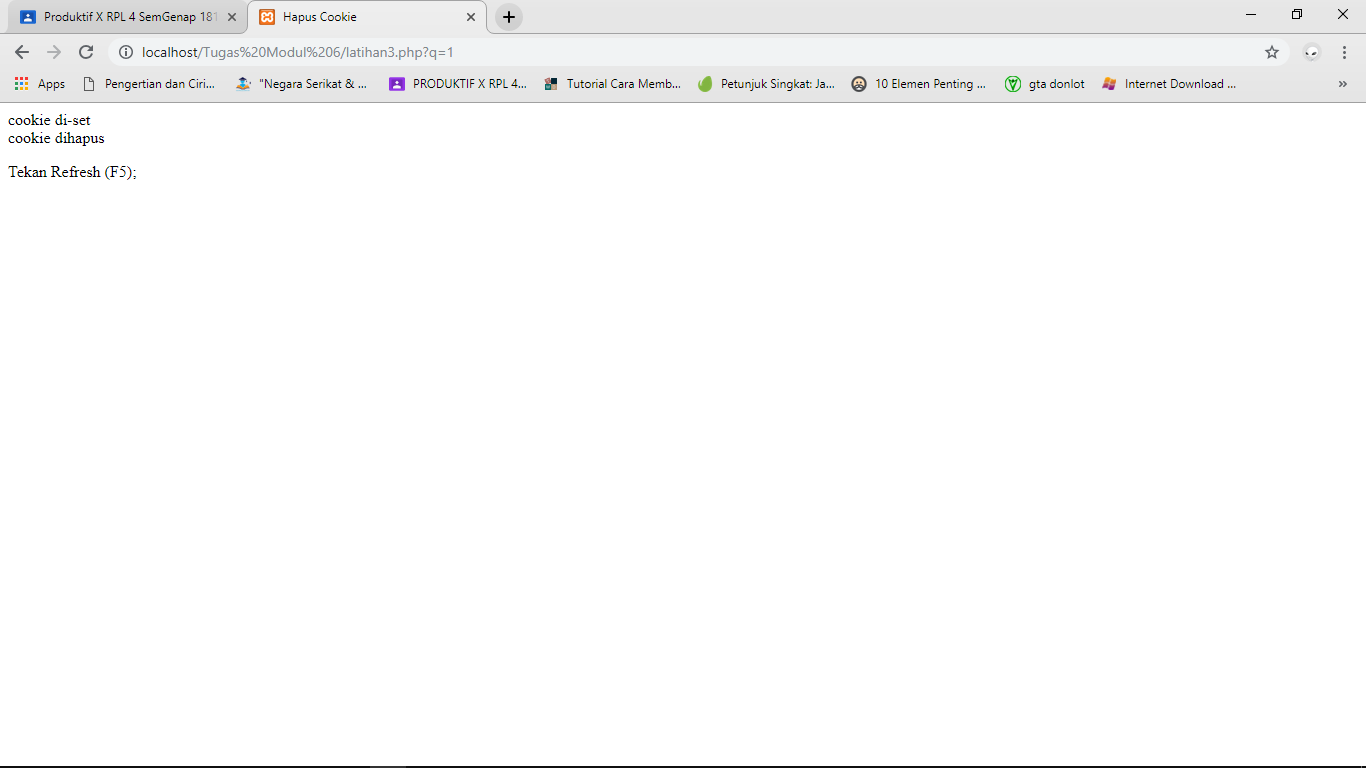 Produktif X RPL 4 SemGenap 181
Hapus Cookie
localhost/Tugas%20Modul%206/latihan3.php?q=1
Apps
Pengertian dan Ciri...
"Negara Serikat & ...
PRODUKTIF X RPL 4...
Tutorial Cara Memb...
Petunjuk Singkat: Ja...
10 Elemen Penting ...
gta donlot
Internet Download ...
cookie di-set
cookie dihapus
Tekan Refresh (F5);